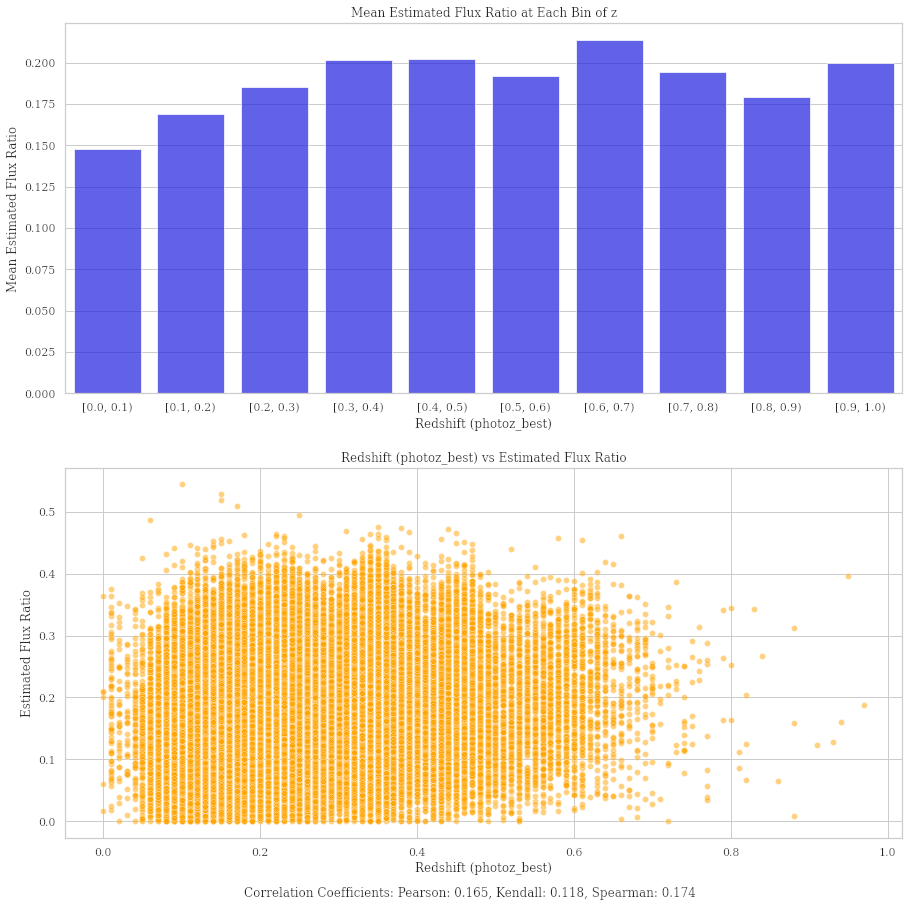 Mean Estimated Flux Ratio at Each Bin of z
Mean Estimated Flux Ratio
0.200
0.175
0.150
0.125
0.100
0.075
0.050
0.025
0.000
[0.0, 0.1) [0.1, 0.2) [0.2, 0.3) [0.3, 0.4) [0.4, 0.5) [0.5, 0.6) [0.6, 0.7) [0.7, 0.8) [0.8, 0.9) [0.9, 1.0)
Redshift (photoz_best)
Redshift (photoz_best) vs Estimated Flux Ratio
Estimated Flux Ratio
0.5
0.4
0.3
0.2
0.1
0.0
0.0 0.2 0.4 0.6 0.8 1.0
Redshift (photoz_best)
Correlation Coefficients: Pearson: 0.165, Kendall: 0.118, Spearman: 0.174